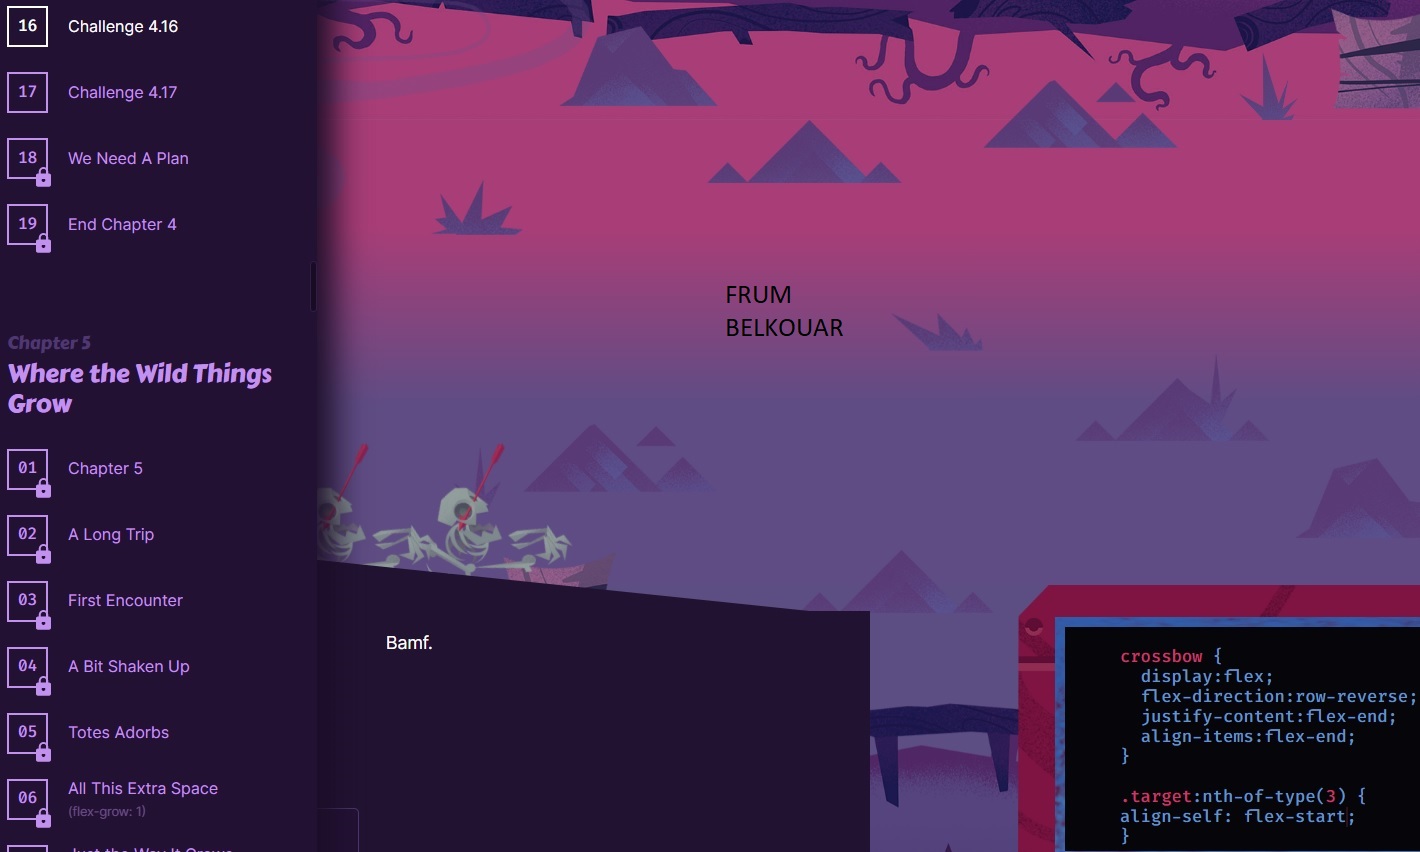 16 Challenge 4.16
17 Challenge 4.17
18 We Need A Plan
19 End Chapter 4
Chapter 5
Where the Wild Things
Grow
01 Chapter 5
02 A Long Trip
03 First Encounter
04 A Bit Shaken Up
05 Totes Adorbs
06 All This Extra Space
(flex-grow: 1)
FRUM
BELKOUAR
Bamf.
crossbow {
display:flex;
flex-direction:row-reverse;
justify-content:flex-end;
align-items:flex-end;
}
.target:nth-of-type(3) {
align-self: flex-start;
}